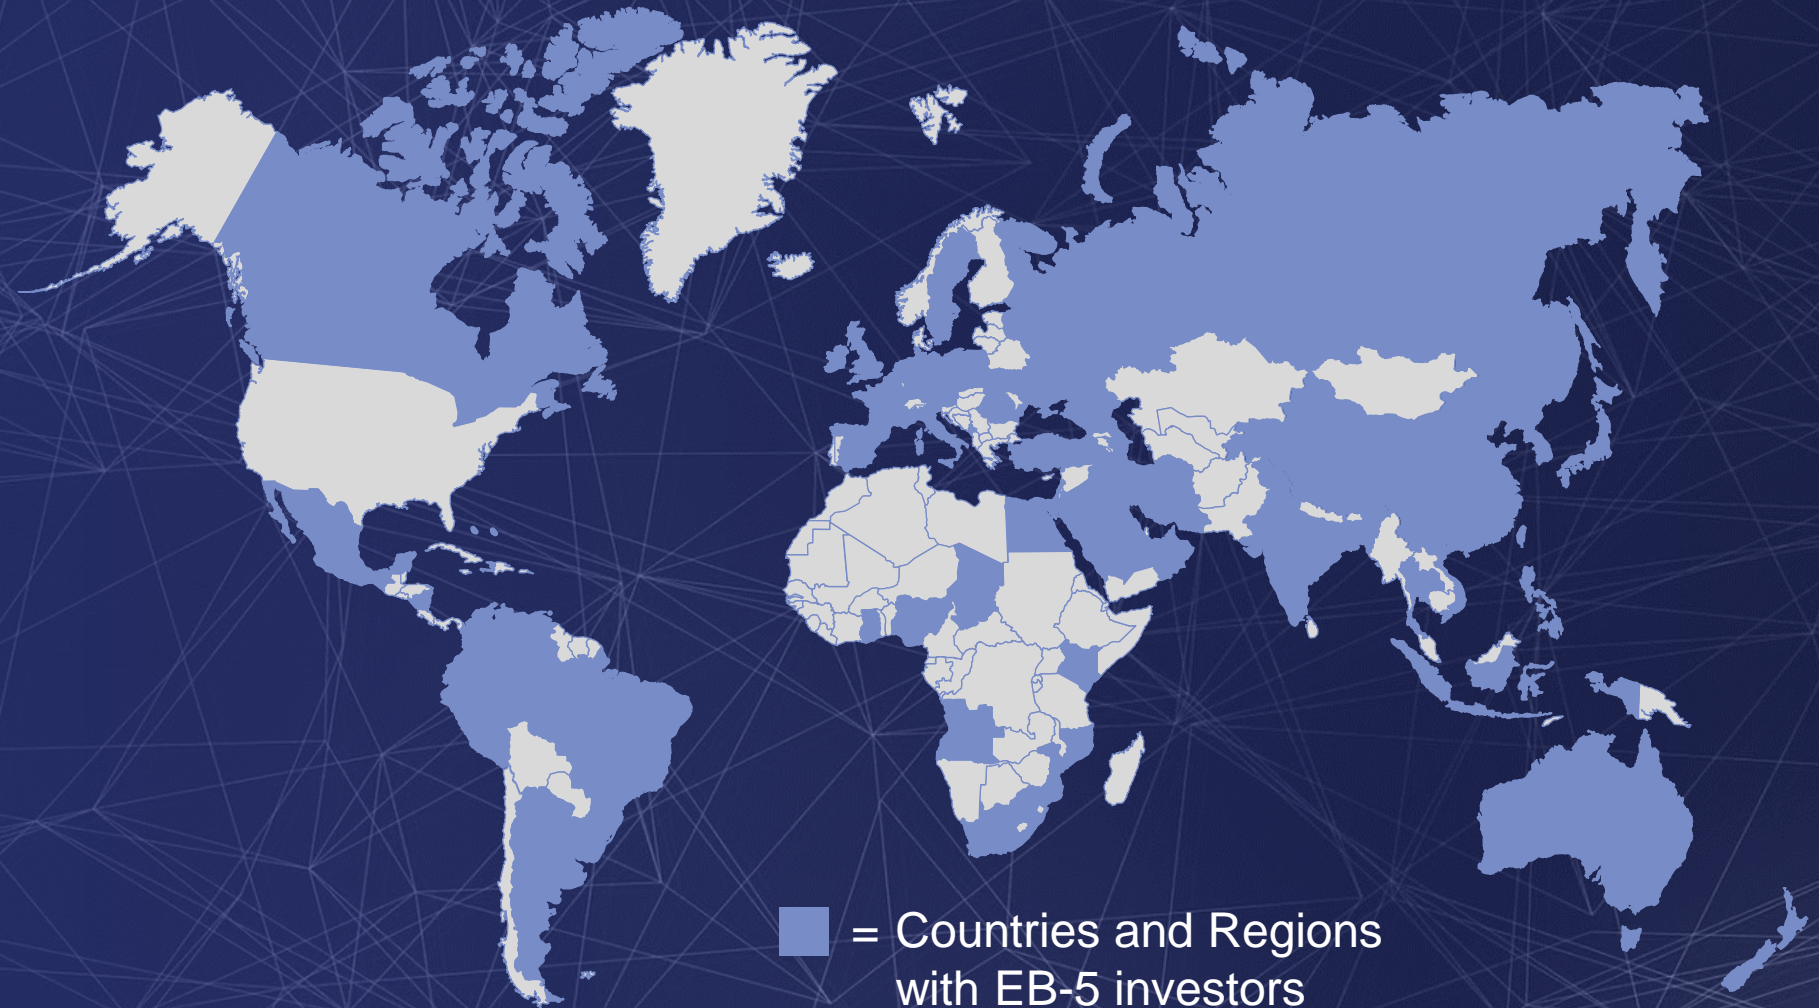 = Countries and Regions
with EB-5 investors